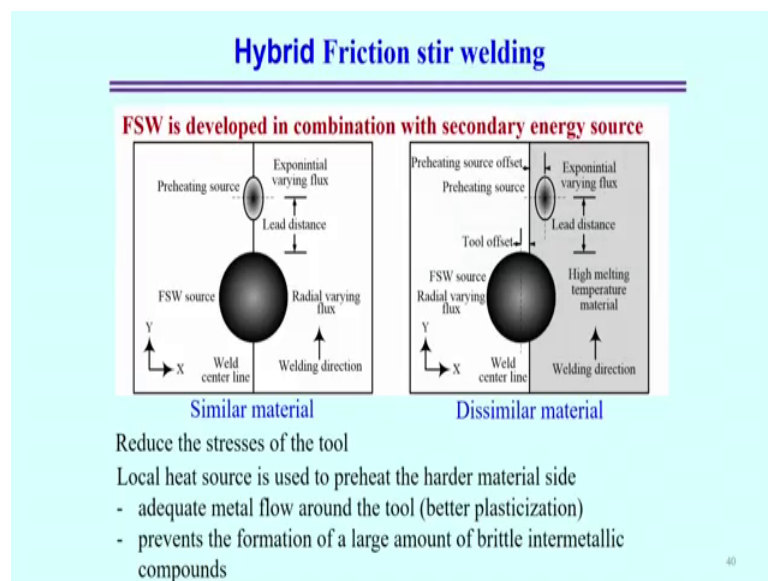 Hybrid Friction stir welding
FSW is developed in combination with secondary energy source
Preheating source
Exponintial
varying flux
Lead distance
FSW source
Radial varying
flux
Y
X
Weld
center line
Welding direction
Similar material
Preheating source offset
Preheating source
Exponintial
varying flux
Lead distance
Tool offset
FSW source
Radial varying
flux
High melting
temperature
material
Y
X
Weld
center line
Welding direction
Dissimilar material
Reduce the stresses of the tool
Local heat source is used to preheat the harder material side
- adequate metal flow around the tool (better plasticization)
- prevents the formation of a large amount of brittle intermetallic
compounds
40